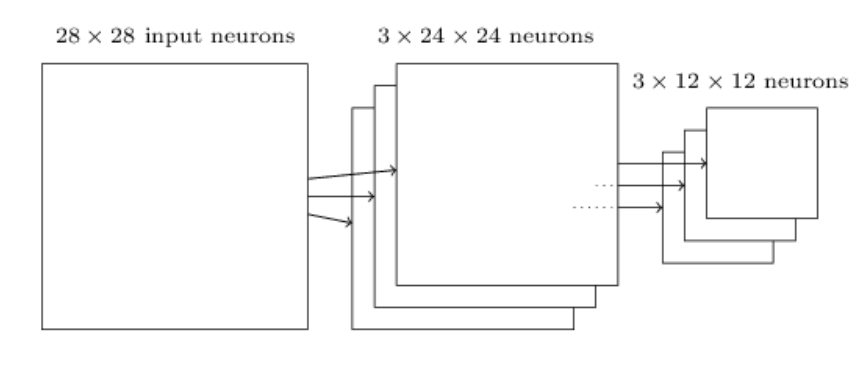 28 × 28 input neurons
3 × 24 × 24 neurons
3 × 12 × 12 neurons